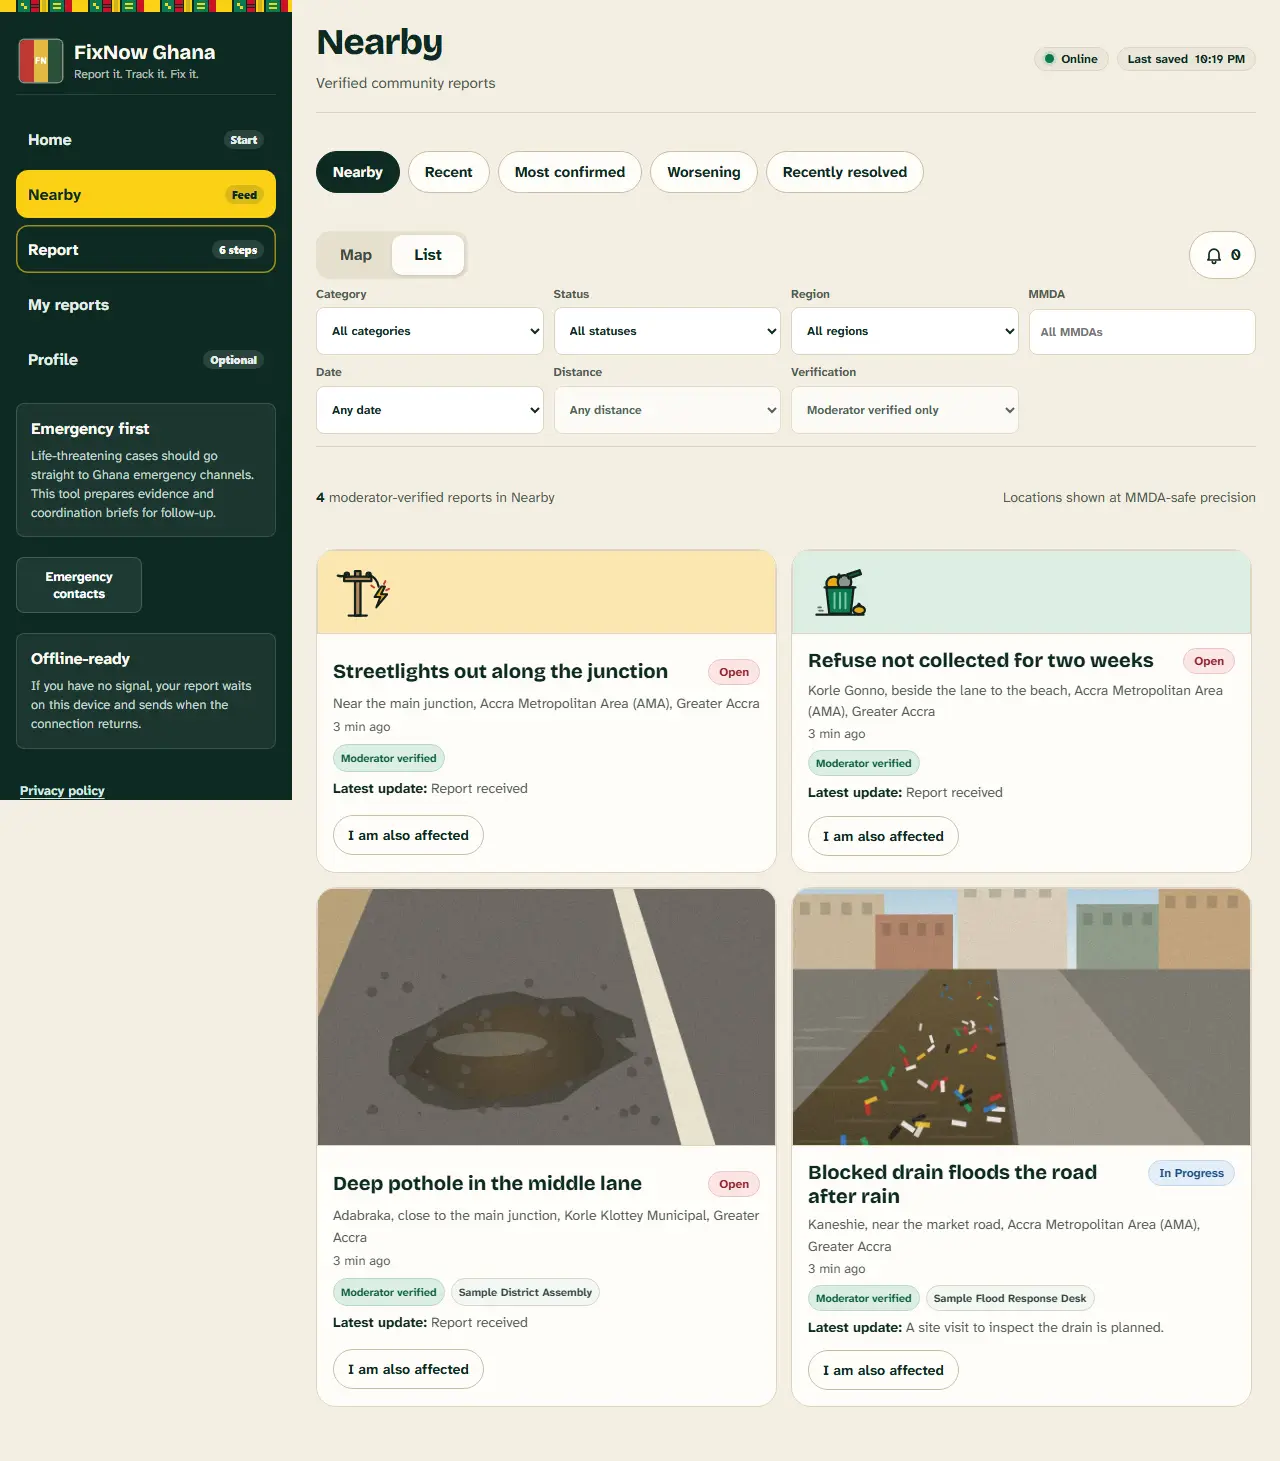 FN
FixNow Ghana
Report it. Track it. Fix it.
Home
Start
Nearby
Feed
Report
6 steps
My reports
Profile
Optional
Emergency first
Life-threatening cases should go
straight to Ghana emergency channels.
This tool prepares evidence and
coordination briefs for follow-up.
Emergency
contacts
Offline-ready
If you have no signal, your report waits
on this device and sends when the
connection returns.
Privacy policy
Nearby
Verified community reports
Online
Last saved 10:19 PM
Nearby
Recent
Most confirmed
Worsening
Recently resolved
Map
List
0
Category
Status
Region
MMDA
All categories
All statuses
All regions
All MMDAs
Date
Distance
Verification
Any date
Any distance
Moderator verified only
4 moderator-verified reports in Nearby
Locations shown at MMDA-safe precision
Streetlights out along the junction
Open
Near the main junction, Accra Metropolitan Area (AMA), Greater Accra
3 min ago
Moderator verified
Latest update: Report received
I am also affected
Refuse not collected for two weeks
Open
Korle Gonno, beside the lane to the beach, Accra Metropolitan Area
(AMA), Greater Accra
3 min ago
Moderator verified
Latest update: Report received
I am also affected
Deep pothole in the middle lane
Open
Adabraka, close to the main junction, Korle Klottey Municipal, Greater
Accra
3 min ago
Moderator verified
Sample District Assembly
Latest update: Report received
I am also affected
Blocked drain floods the road
after rain
In Progress
Kaneshie, near the market road, Accra Metropolitan Area (AMA),
Greater Accra
3 min ago
Moderator verified
Sample Flood Response Desk
Latest update: A site visit to inspect the drain is planned.
I am also affected